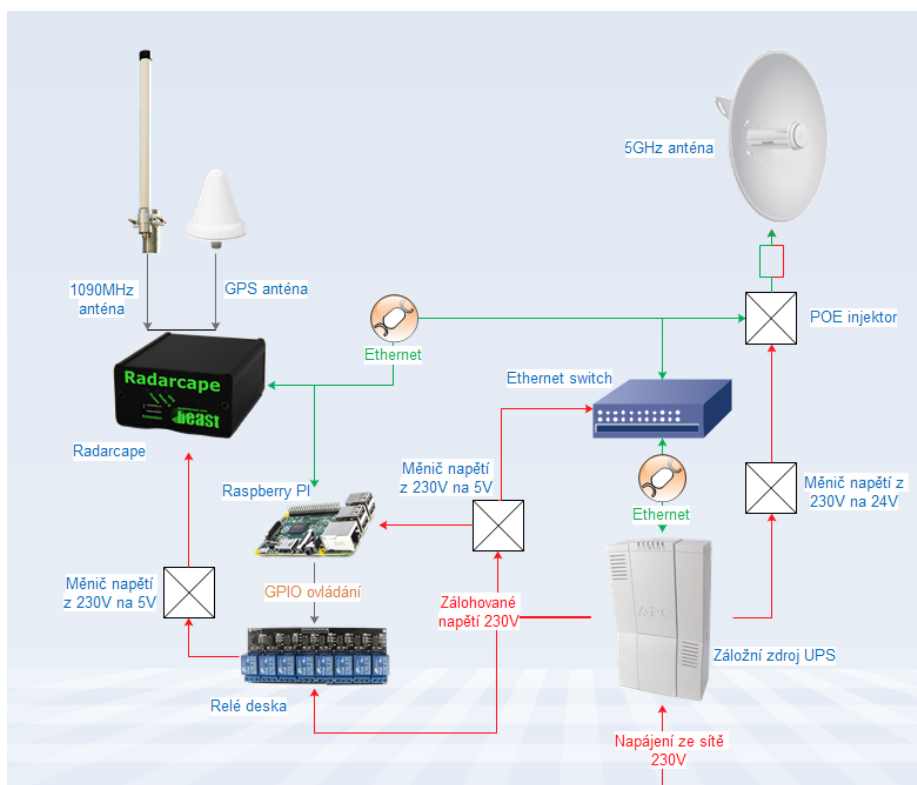 5GHz anténa
1090MHz
anténa
GPS anténa
POE injektor
Ethernet
Ethernet switch
Radarcape
beast
Radarcape
Raspberry PI
Měnič napětí
z 230V na 5V
Měnič napětí z
230V na 24V
Ethernet
GPIO ovládání
Měnič napětí
z 230V na 5V
Zálohované
napětí 230V
APC
Záložní zdroj UPS
Relé deska
Napájení ze sítě
230V